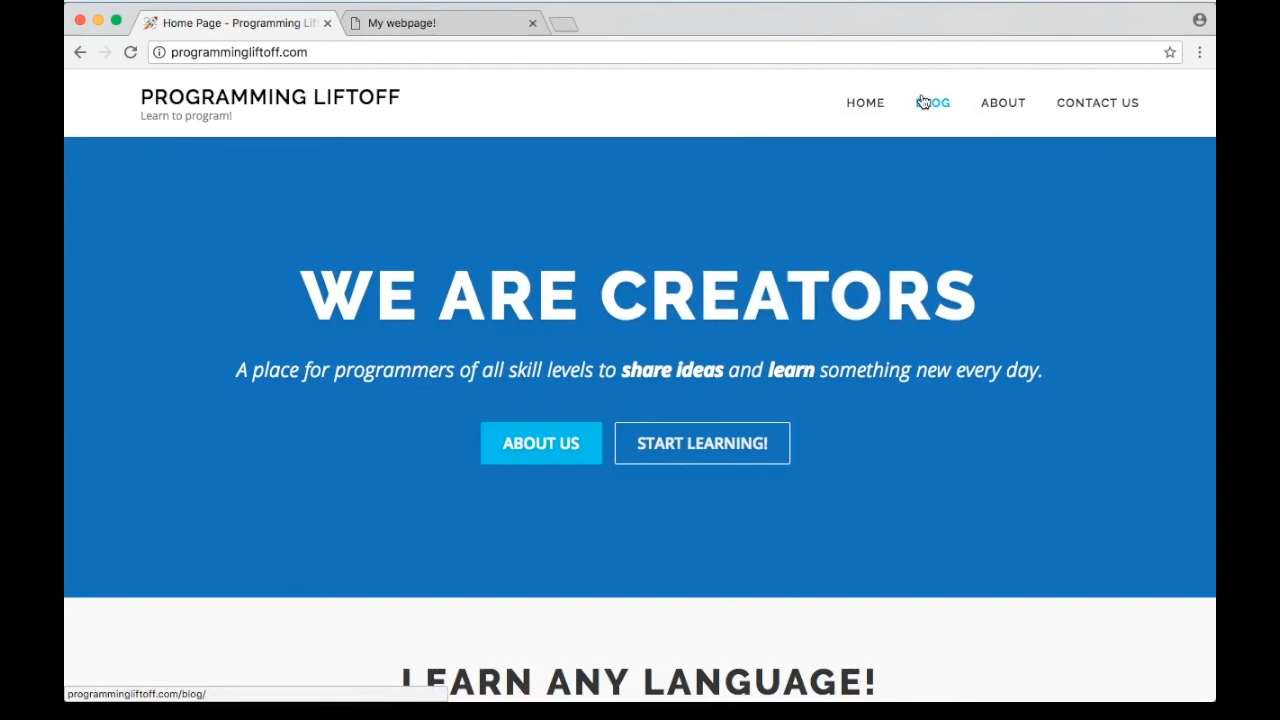 Home Page - Programming Lif
My webpage!
programmingliftoff.com
PROGRAMMING LIFTOFF
Learn to program!
HOME
BLOG
ABOUT
CONTACT US
WE ARE CREATORS
A place for programmers of all skill levels to share ideas and learn something new every day.
ABOUT US
START LEARNING!
LEARN ANY LANGUAGE!
programmingliftoff.com/blog/